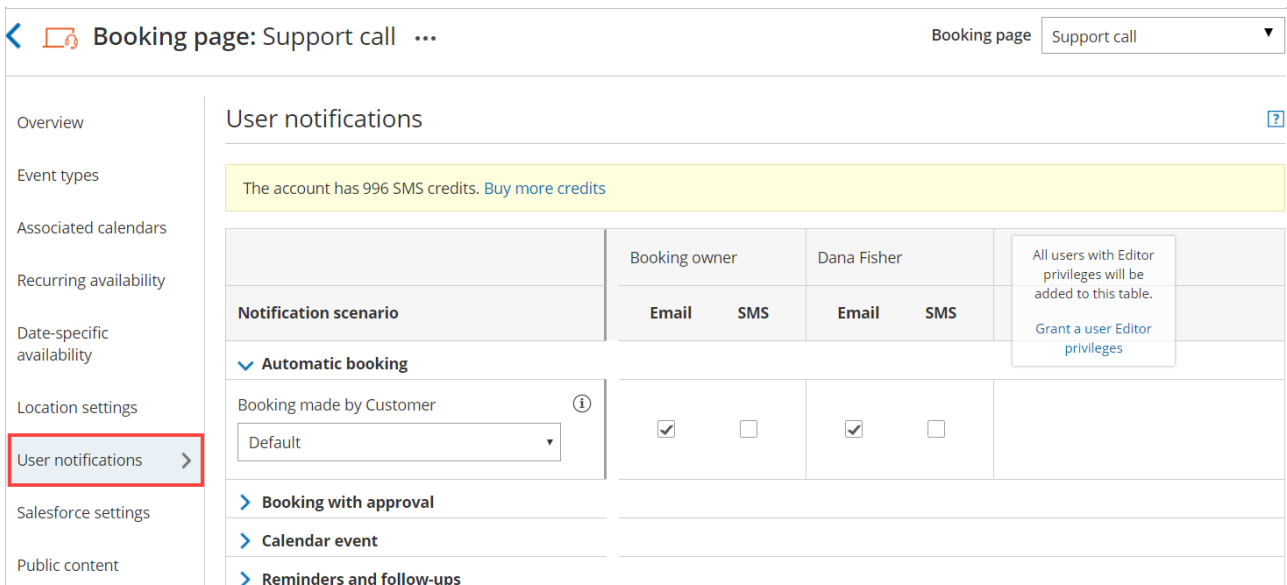 Booking page: Support call ...
Booking page
Support call
Overview
Event types
Associated calendars
Recurring availability
Date-specific
availability
Location settings
User notifications
Salesforce settings
Public content
User notifications
?
The account has 996 SMS credits. Buy more credits
Booking owner
Dana Fisher
Notification scenario
Email SMS
Email SMS
All users with Editor
privileges will be
added to this table.
Grant a user Editor
privileges
Automatic booking
Booking made by Customer
i
Default
Booking with approval
Calendar event
Reminders and follow-ups